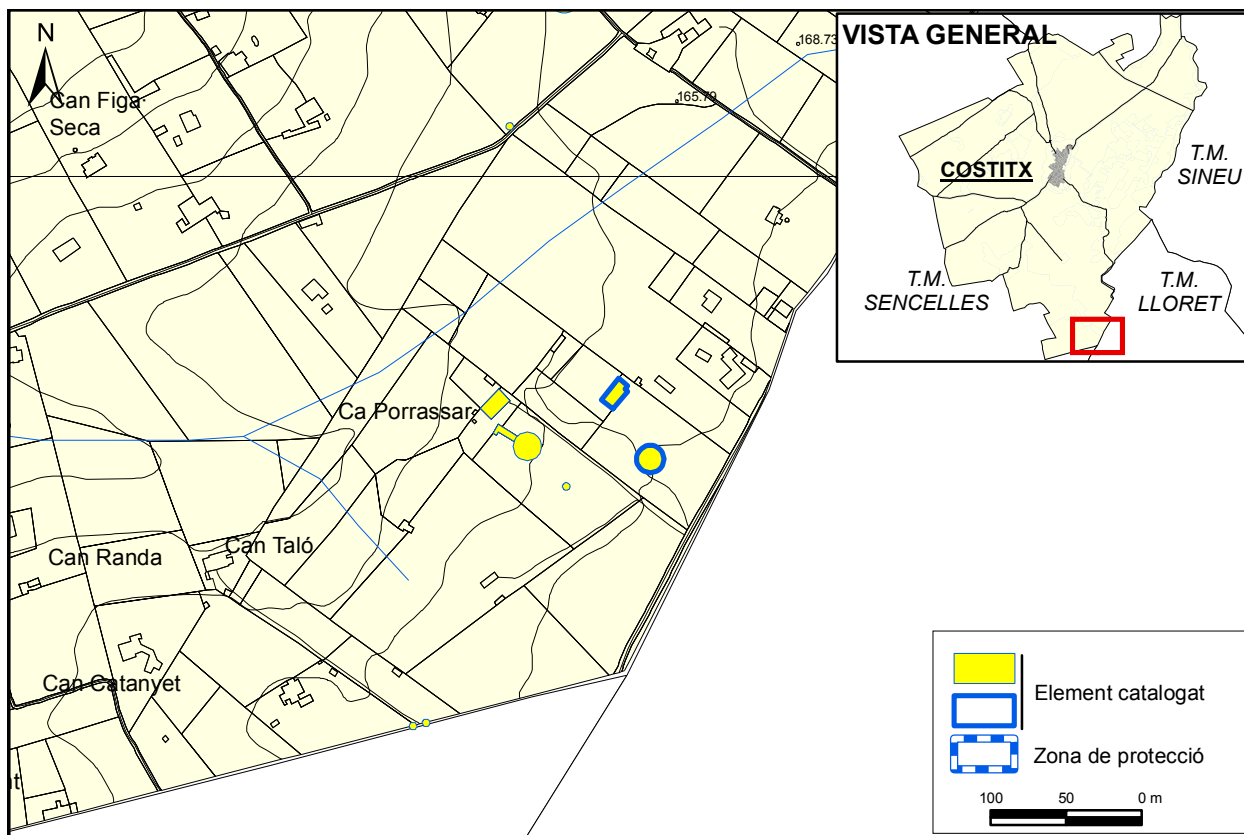 N
Can Figa
Seca
168.73
165.79
VISTA GENERAL
COSTITX
T.M.
SINEU
T.M.
SENCELLES
T.M.
LLORET
Ca Porrassar
Can Randa
Can Taló
Can Catanyet
nt
Element catalogat
Zona de protecció
100 50 0 m